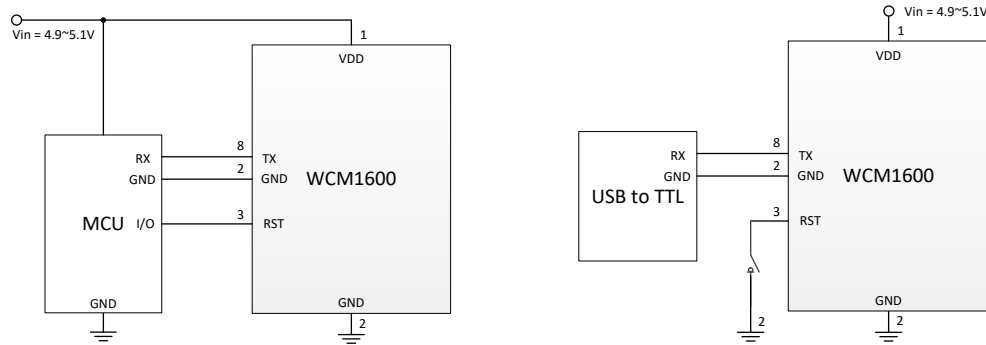 Vin = 4.9~5.1V
1
VDD
RX
8
TX
GND
2
GND
WCM1600
MCU
I/O
3
RST
GND
GND
2
Vin = 4.9~5.1V
1
VDD
RX
8
TX
GND
2
GND
WCM1600
USB to TTL
3
RST
2
GND
2